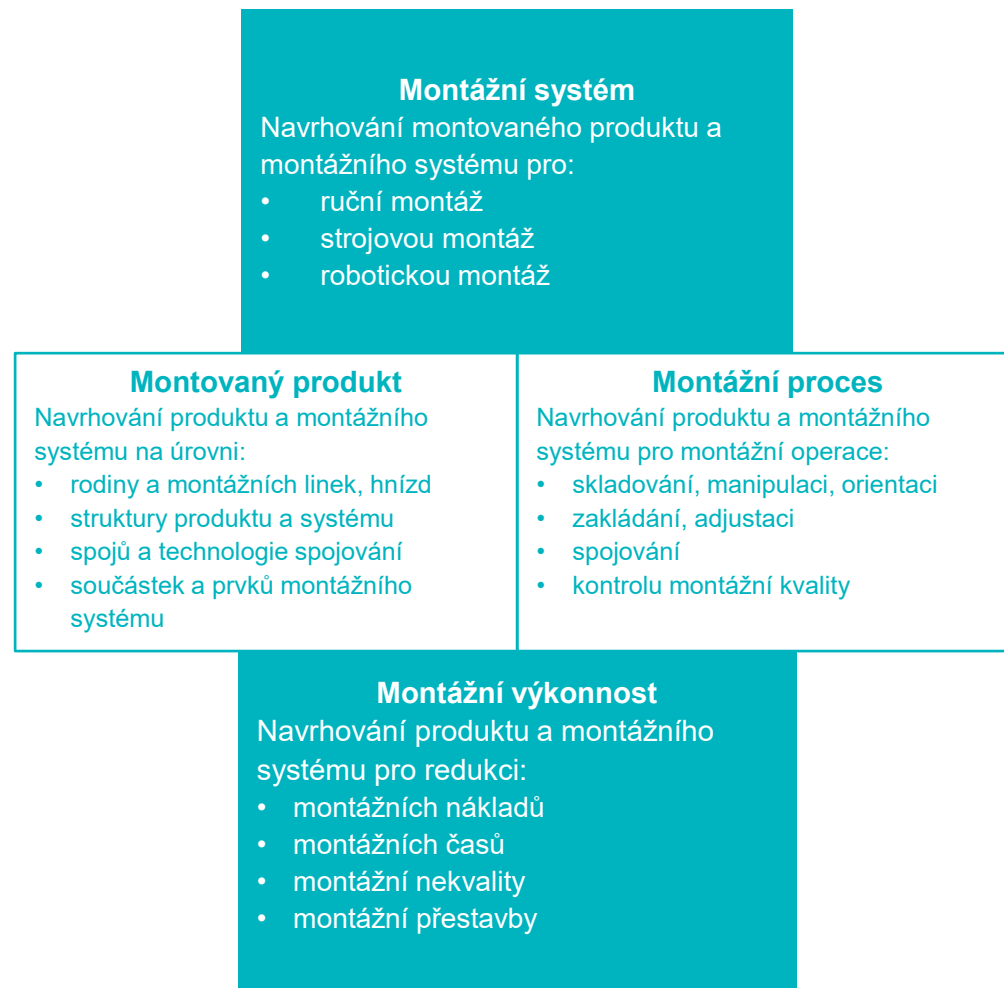 Montážní systém
Navrhování montovaného produktu a
montážního systému pro:
• ruční montáž
• strojovou montáž
• robotickou montáž
Montovaný produkt
Navrhování produktu a montážního
systému na úrovni:
• rodiny a montážních linek, hnízd
• struktury produktu a systému
• spojů a technologie spojování
• součástek a prvků montážního
systému
Montážní proces
Navrhování produktu a montážního
systému pro montážní operace:
• skladování, manipulaci, orientaci
• zakládání, adjustaci
• spojování
• kontrolu montážní kvality
Montážní výkonnost
Navrhování produktu a montážního
systému pro redukci:
• montážních nákladů
• montážních časů
• montážní nekvality
• montážní přestavby